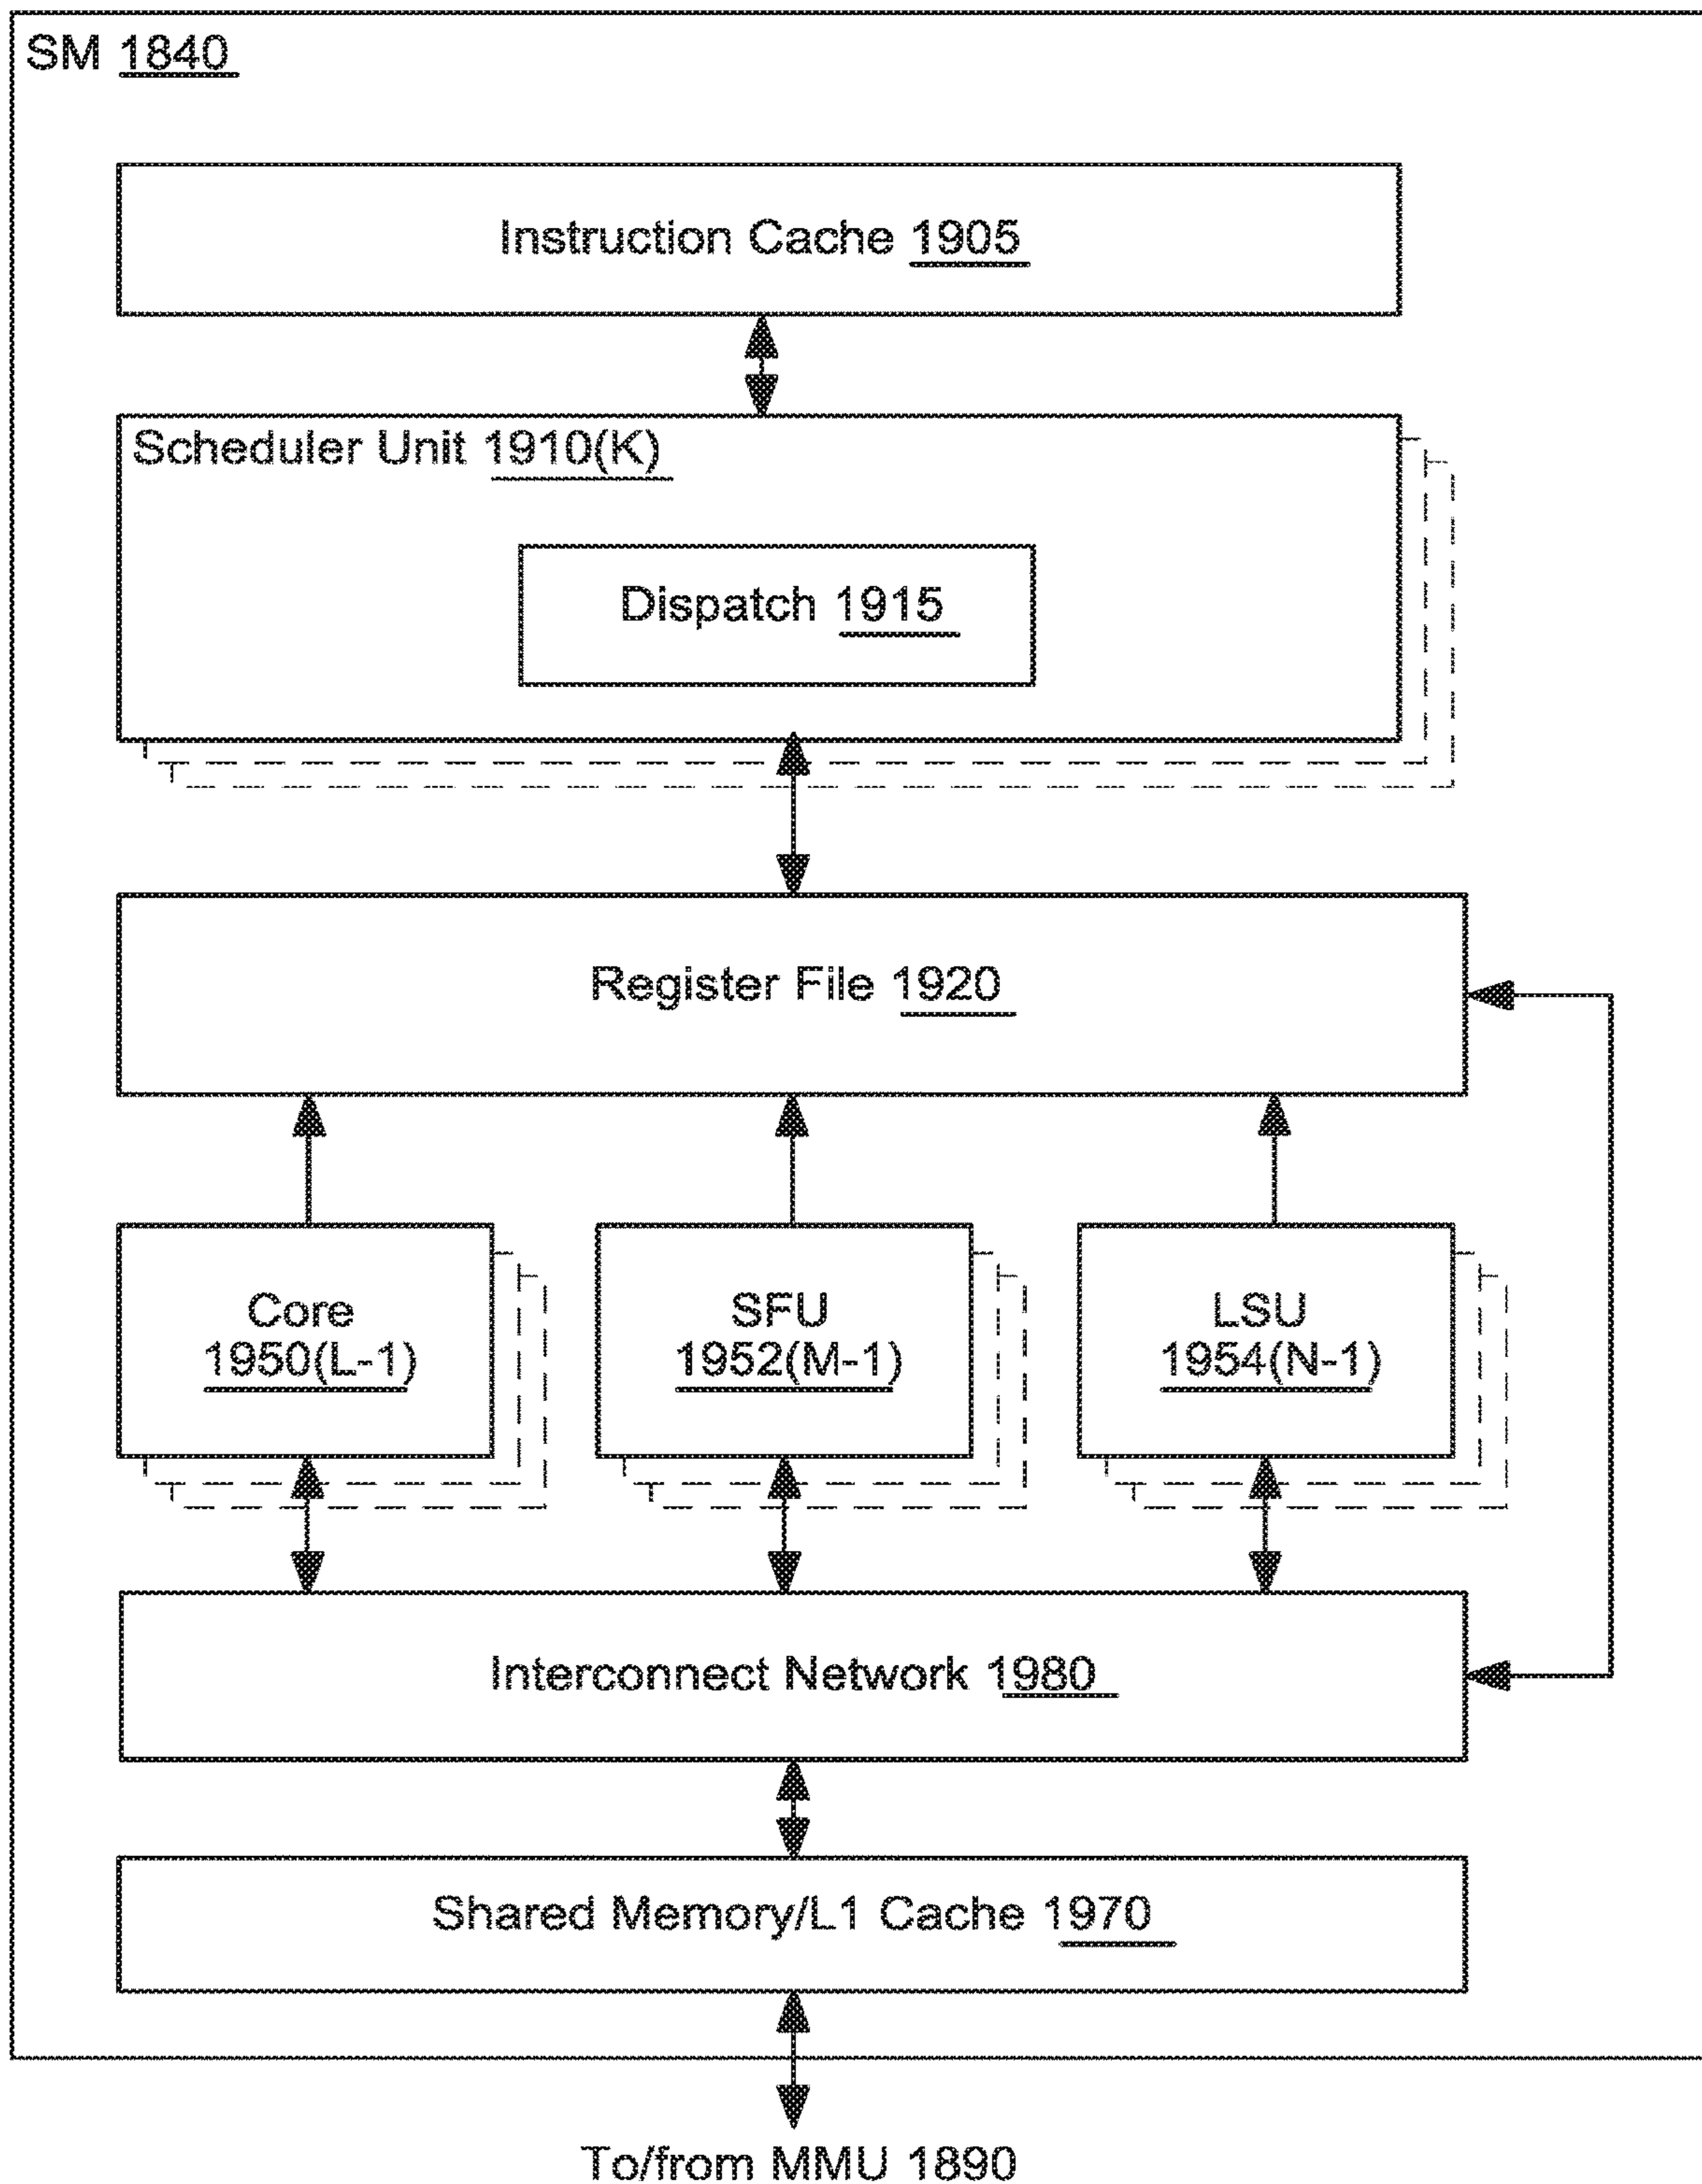 SM 1840
Instruction Cache 1905
Scheduler Unit 1910(K)
Dispatch 1915
Register File 1920
Core
1950(L-1)
SFU
1952(M-1)
LSU
1954(N-1)
Interconnect Network 1980
Shared Memory/L1 Cache 1970
To/from MMU 1890